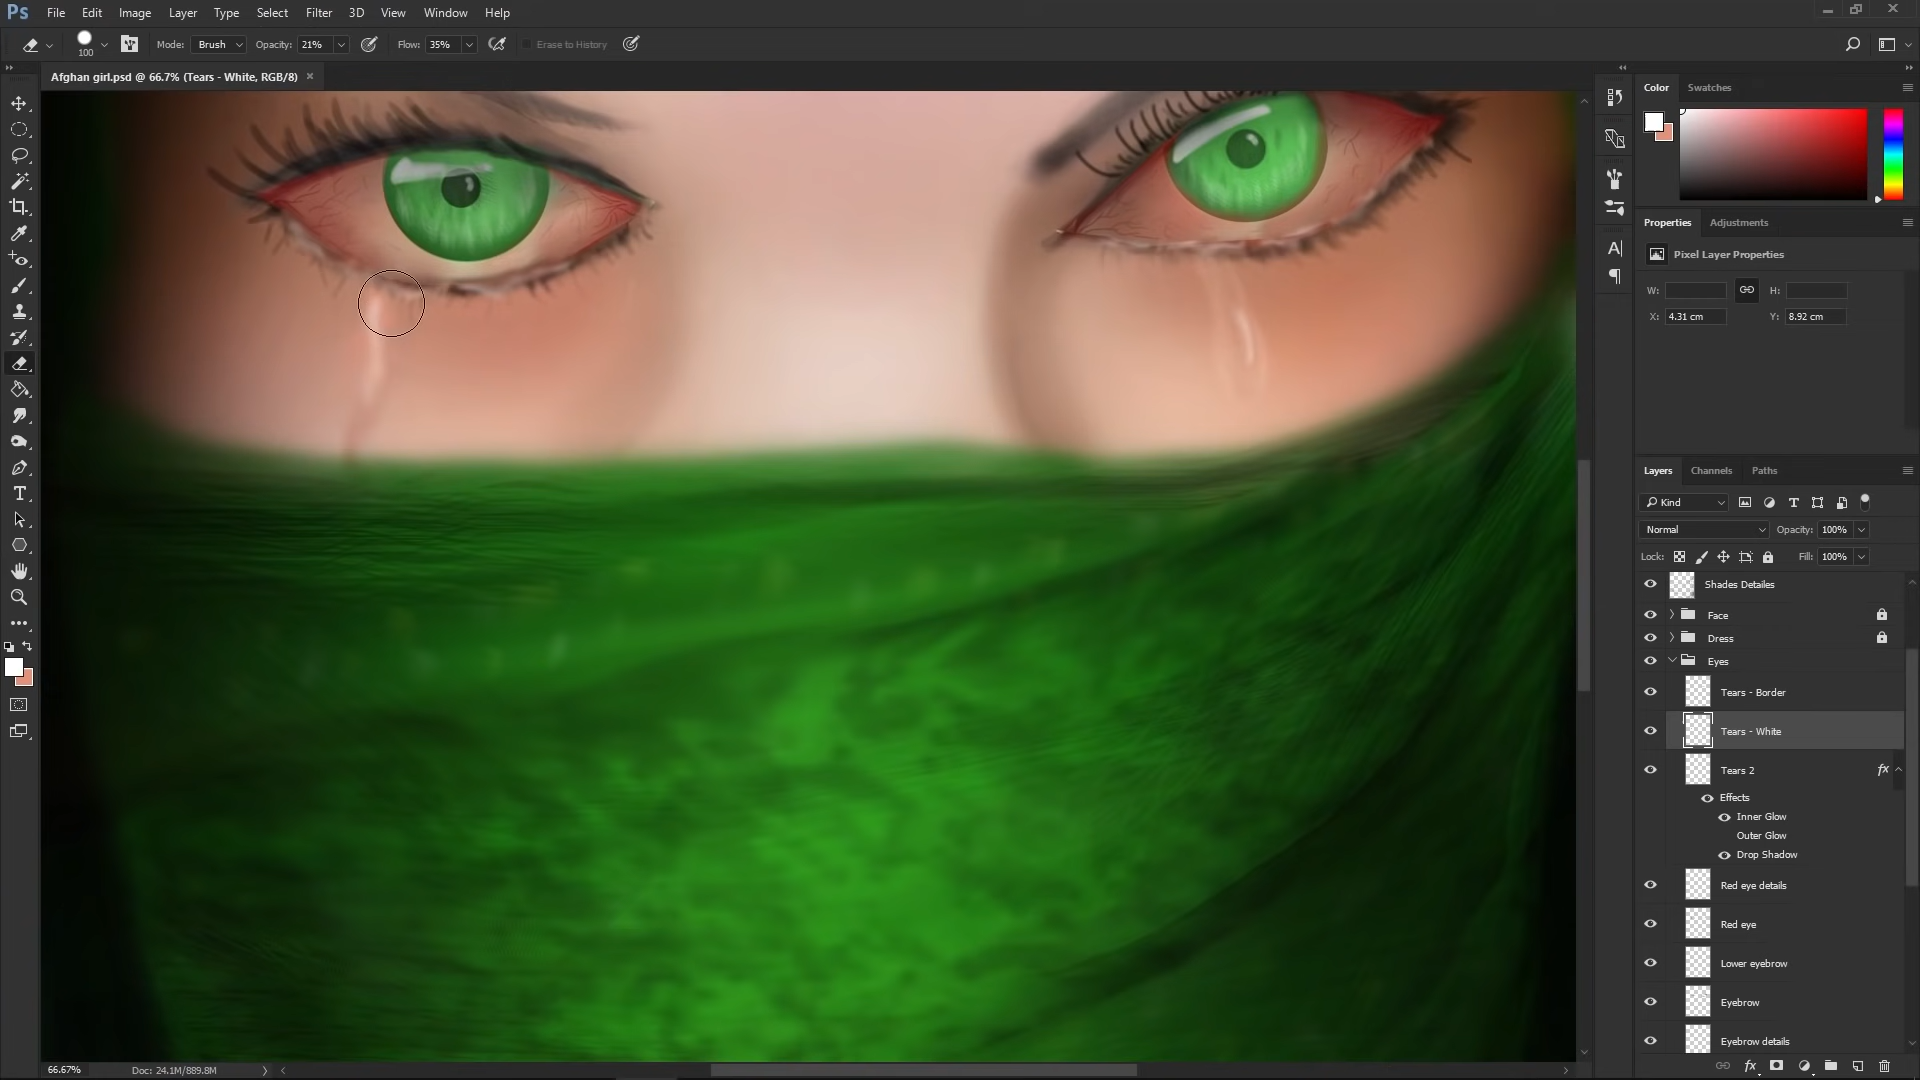 Ps File Edit Image Layer Type Select Filter 3D View Window Help
100 Mode: Brush Opacity: 21% Flow: 35% Erase to History
Afghan girl.psd @ 66.7% (Tears - White, RGB/8) ×
Color Swatches
Properties Adjustments
Pixel Layer Properties
W: H:
X: 4.31 cm Y: 8.92 cm
Layers Channels Paths
Kind
Normal Opacity: 100%
Lock: Fill: 100%
Shades Detailes
Face
Dress
Eyes
Tears - Border
Tears - White
Tears 2 fx
Effects
Inner Glow
Outer Glow
Drop Shadow
Red eye details
Red eye
Lower eyebrow
Eyebrow
Eyebrow details
66.67% Doc: 24.1M/889.8M
fx